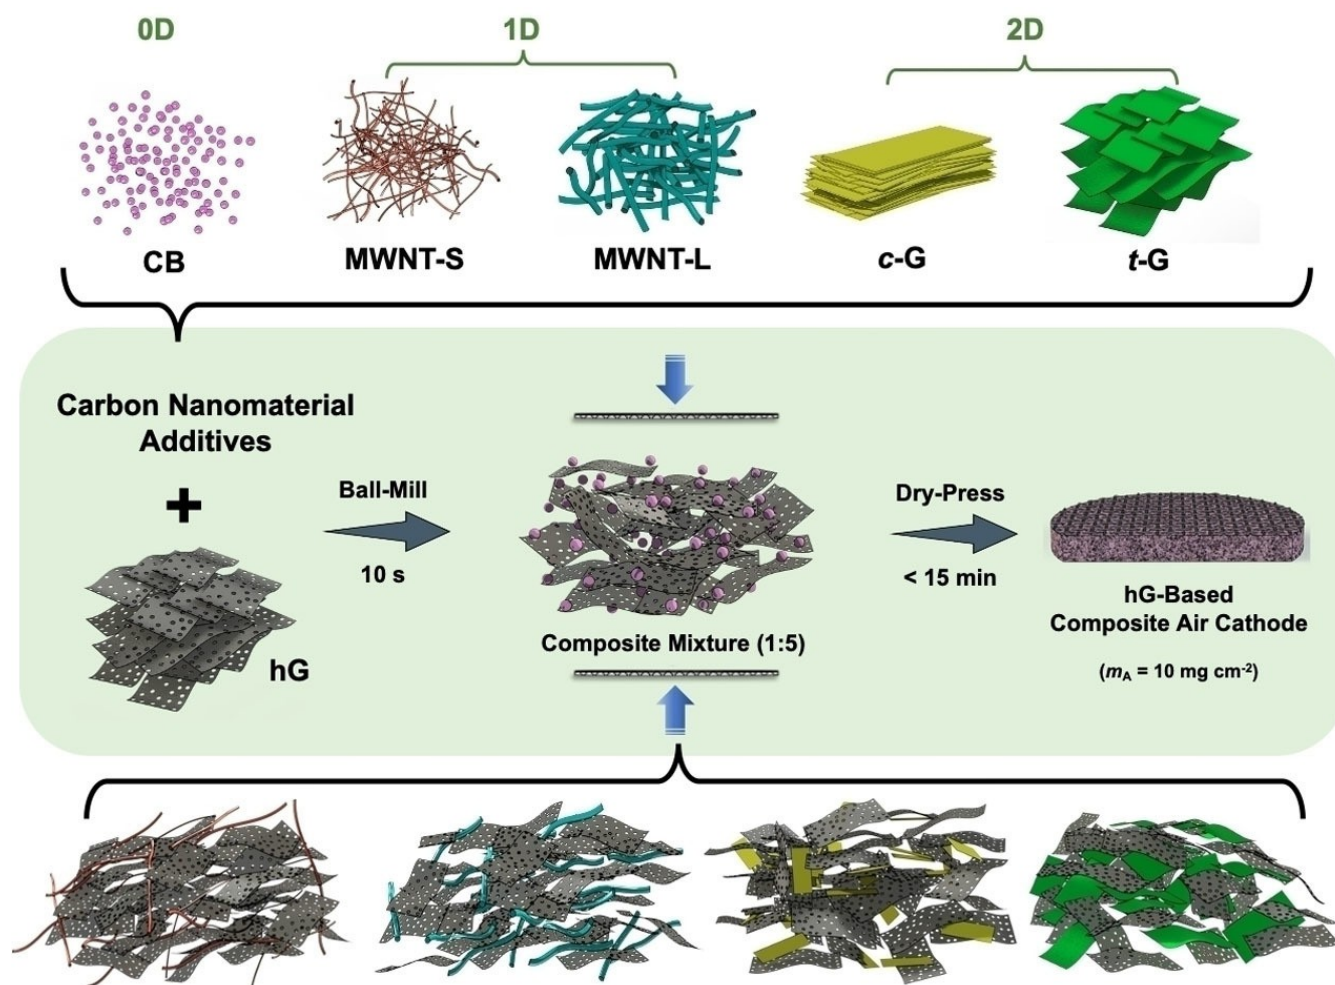 0D
1D
2D
CB
MWNT-S
MWNT-L
c-G
t-G
Carbon Nanomaterial
Additives
+
hG
Ball-Mill
10 s
Composite Mixture (1:5)
Dry-Press
< 15 min
hG-Based
Composite Air Cathode
(mA = 10 mg cm-2)